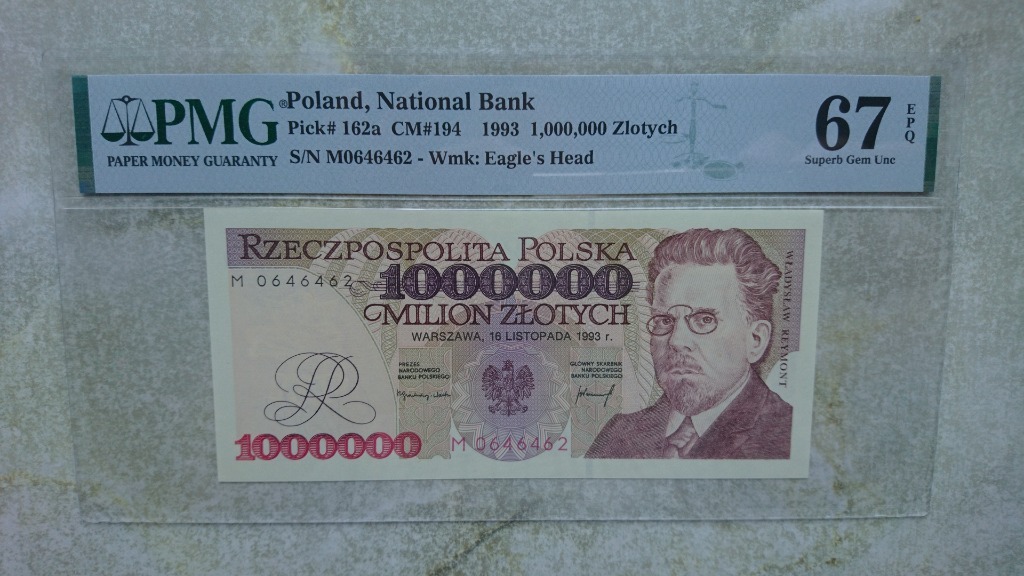 PMG®
PAPER MONEY GUARANTY
Poland, National Bank
Pick# 162a CM#194 1993 1,000,000 Zlotych
S/N M0646462 - Wmk: Eagle's Head
67
EPQ
Superb Gem Unc
RZECZPOSPOLITA POLSKA
M 0646462
1000000
MILION ZŁOTYCH
WARSZAWA, 16 LISTOPADA 1993 r.
PREZES
NARODOWEGO
BANKU POLSKIEGO
GŁÓWNY SKARBNIK
NARODOWEGO
BANKU POLSKIEGO
WŁADYSŁAW REYMONT
1000000
M 0646462